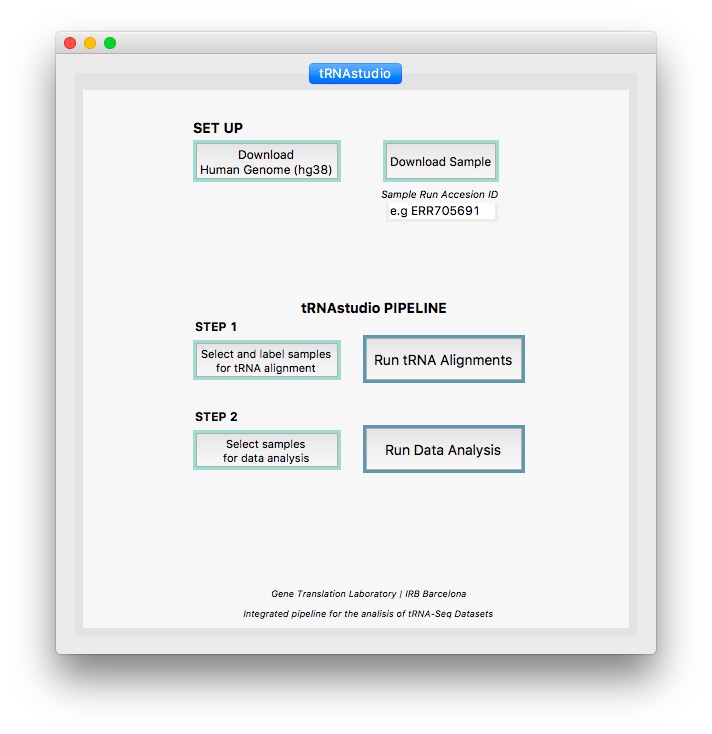 tRNAstudio
SET UP
Download
Human Genome (hg38)
Download Sample
Sample Run Accesion ID
e.g ERR705691
tRNAstudio PIPELINE
STEP 1
Select and label samples
for tRNA alignment
Run tRNA Alignments
STEP 2
Select samples
for data analysis
Run Data Analysis
Gene Translation Laboratory | IRB Barcelona
Integrated pipeline for the analisis of tRNA-Seq Datasets